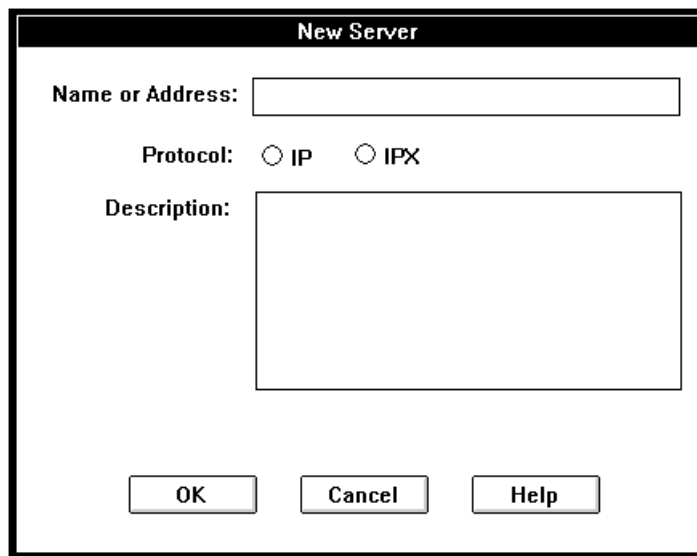 New Server
Name or Address:
Protocol: IP IPX
Description:
OK Cancel Help